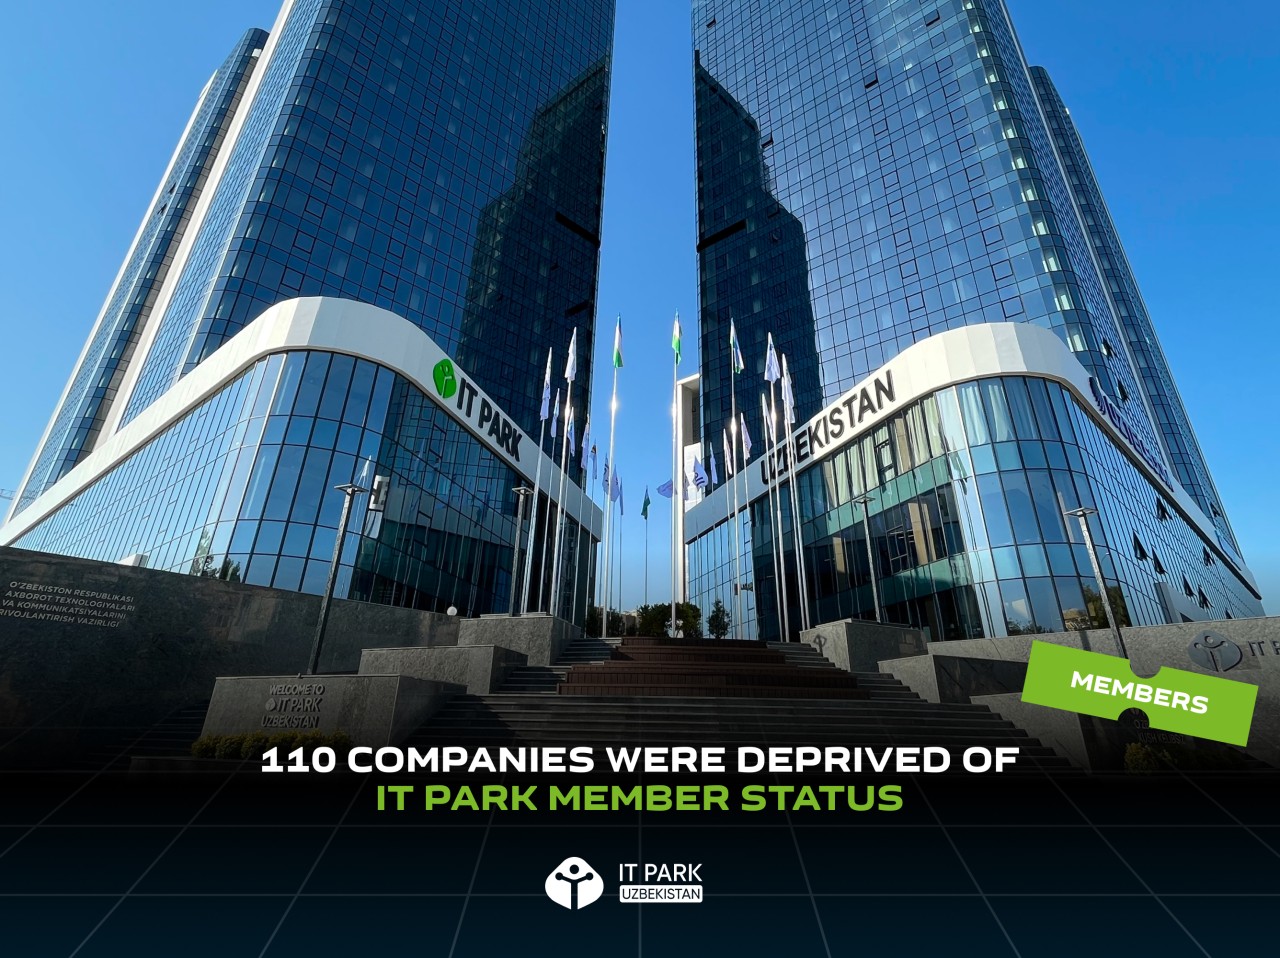 IT PARK
UZBEKISTAN
O'ZBEKISTON RESPUBLIKASI
AXBOROT TEXNOLOGIYALARI
VA KOMMUNIKATSIYALARINI
RIVOJLANTIRISH VAZIRLIGI
WELCOME TO
IT PARK
UZBEKISTAN
IT P
MEMBERS
110 COMPANIES WERE DEPRIVED OF
IT PARK MEMBER STATUS
IT PARK
UZBEKISTAN